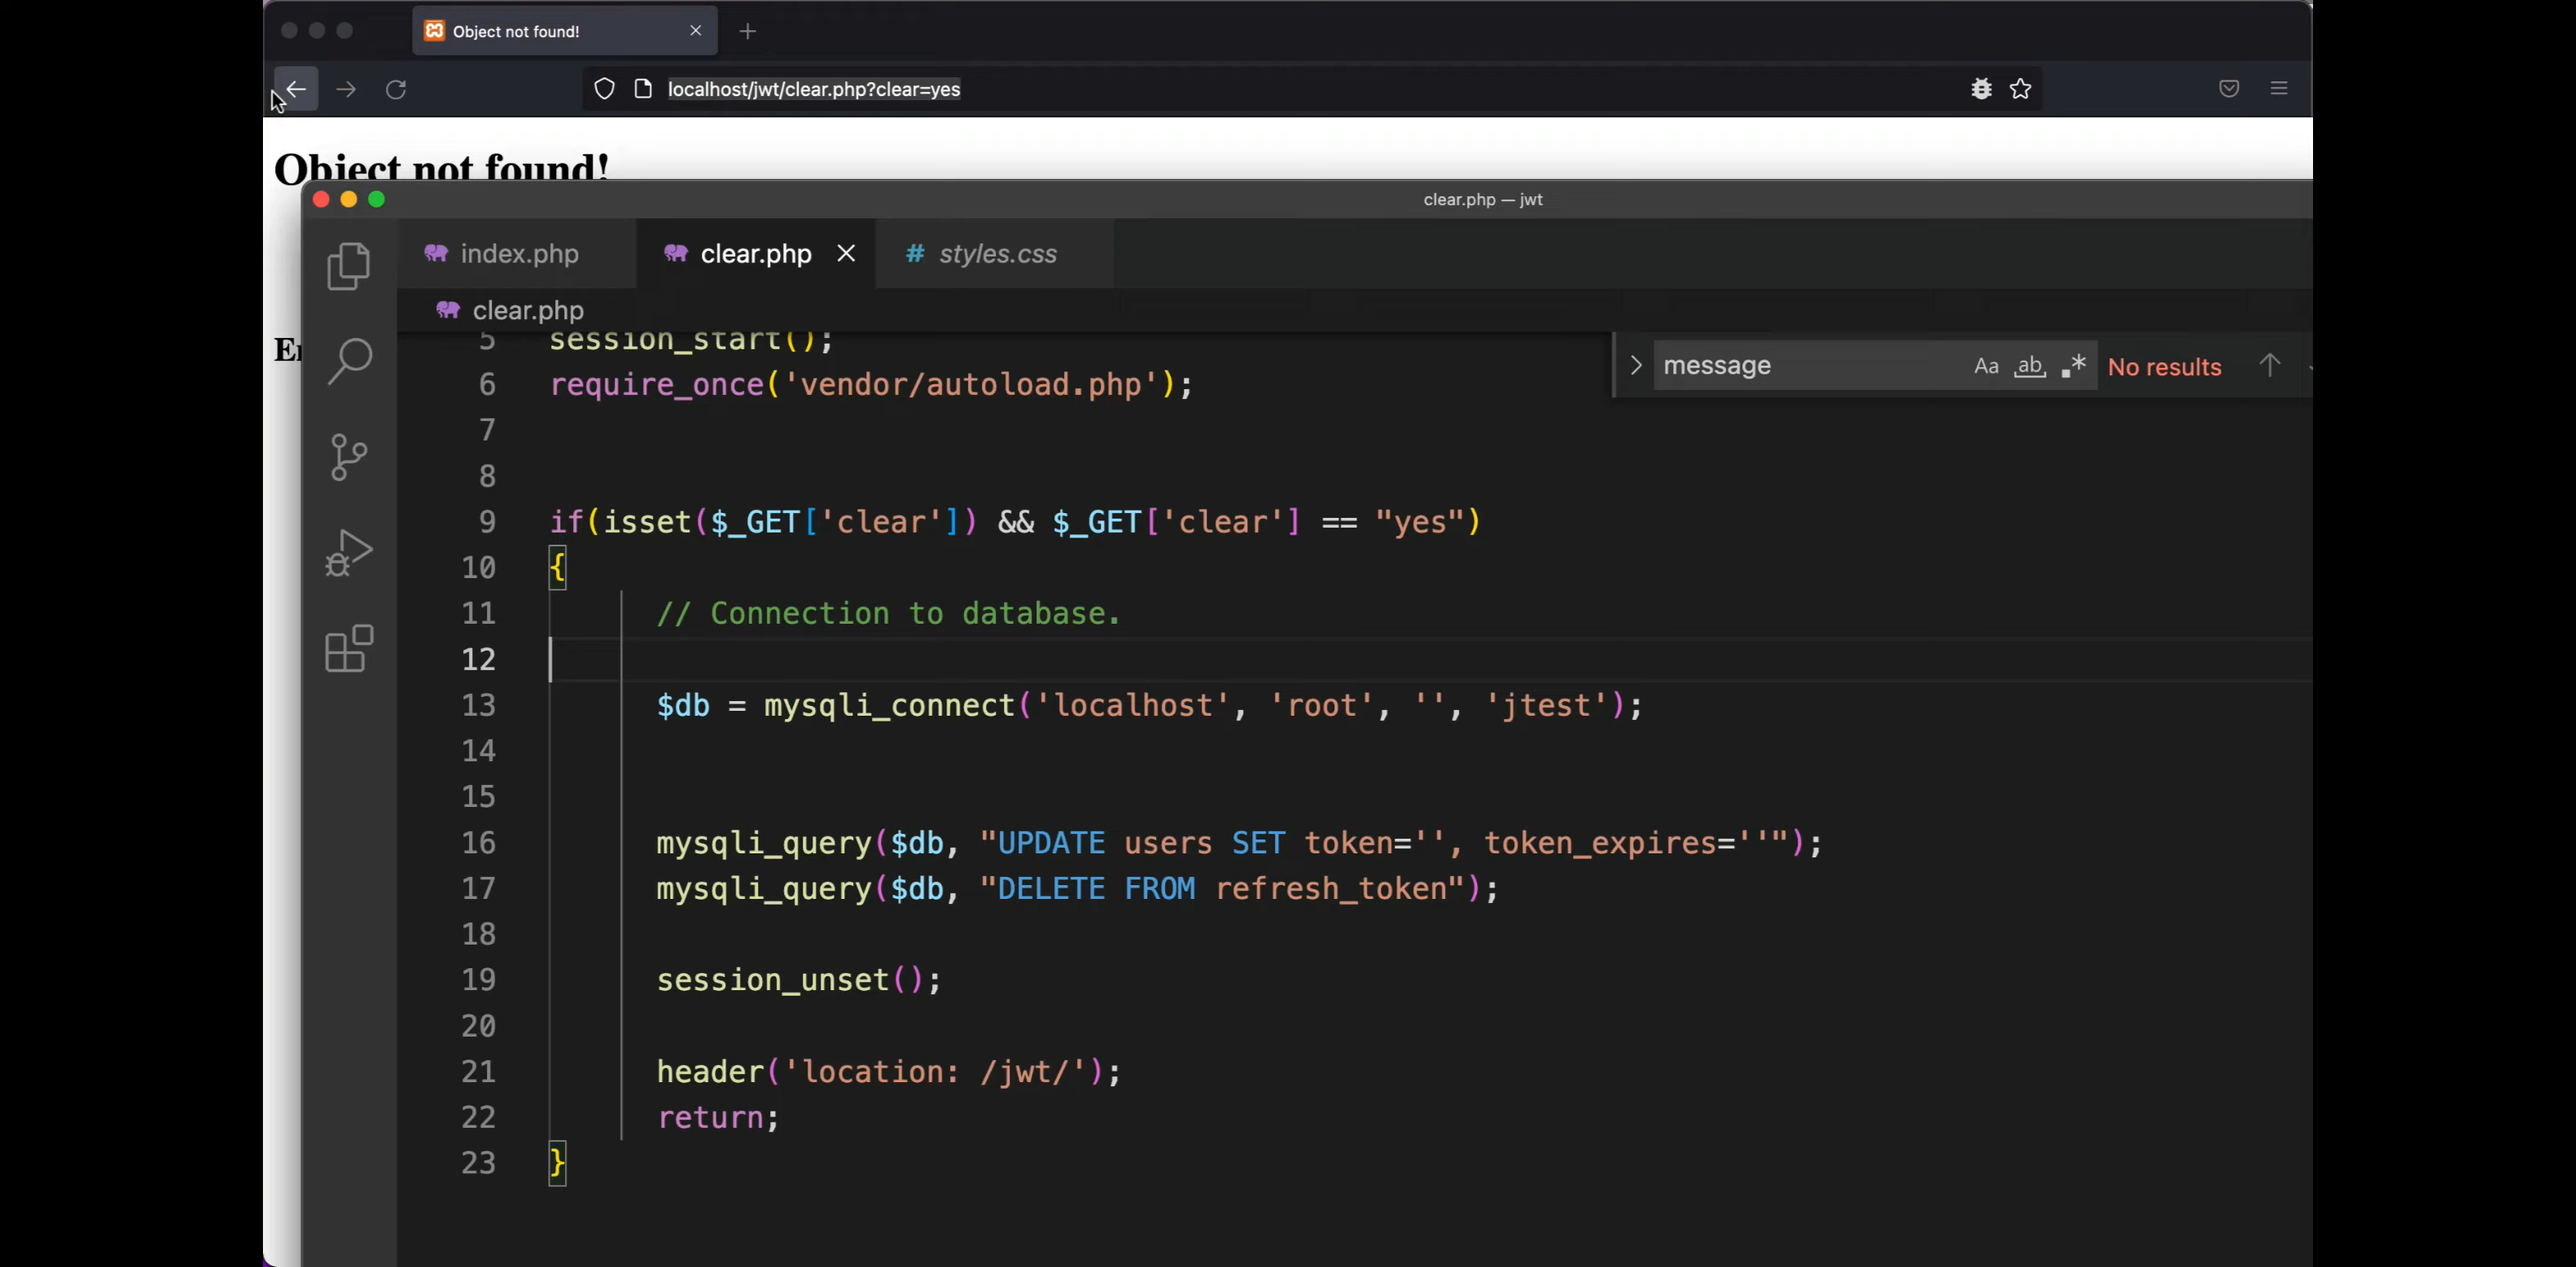 Object not found!
localhost/jwt/clear.php?clear=yes
Object not found!
clear.php — jwt
index.php
clear.php
# styles.css
clear.php
5 session_start();
message Aa ab .* No results
6 require_once('vendor/autoload.php');
7
8
9 if(isset($_GET['clear']) && $_GET['clear'] == "yes")
10 {
11 // Connection to database.
12
13 $db = mysqli_connect('localhost', 'root', '', 'jtest');
14
15
16 mysqli_query($db, "UPDATE users SET token='', token_expires=''");
17 mysqli_query($db, "DELETE FROM refresh_token");
18
19 session_unset();
20
21 header('location: /jwt/');
22 return;
23 }